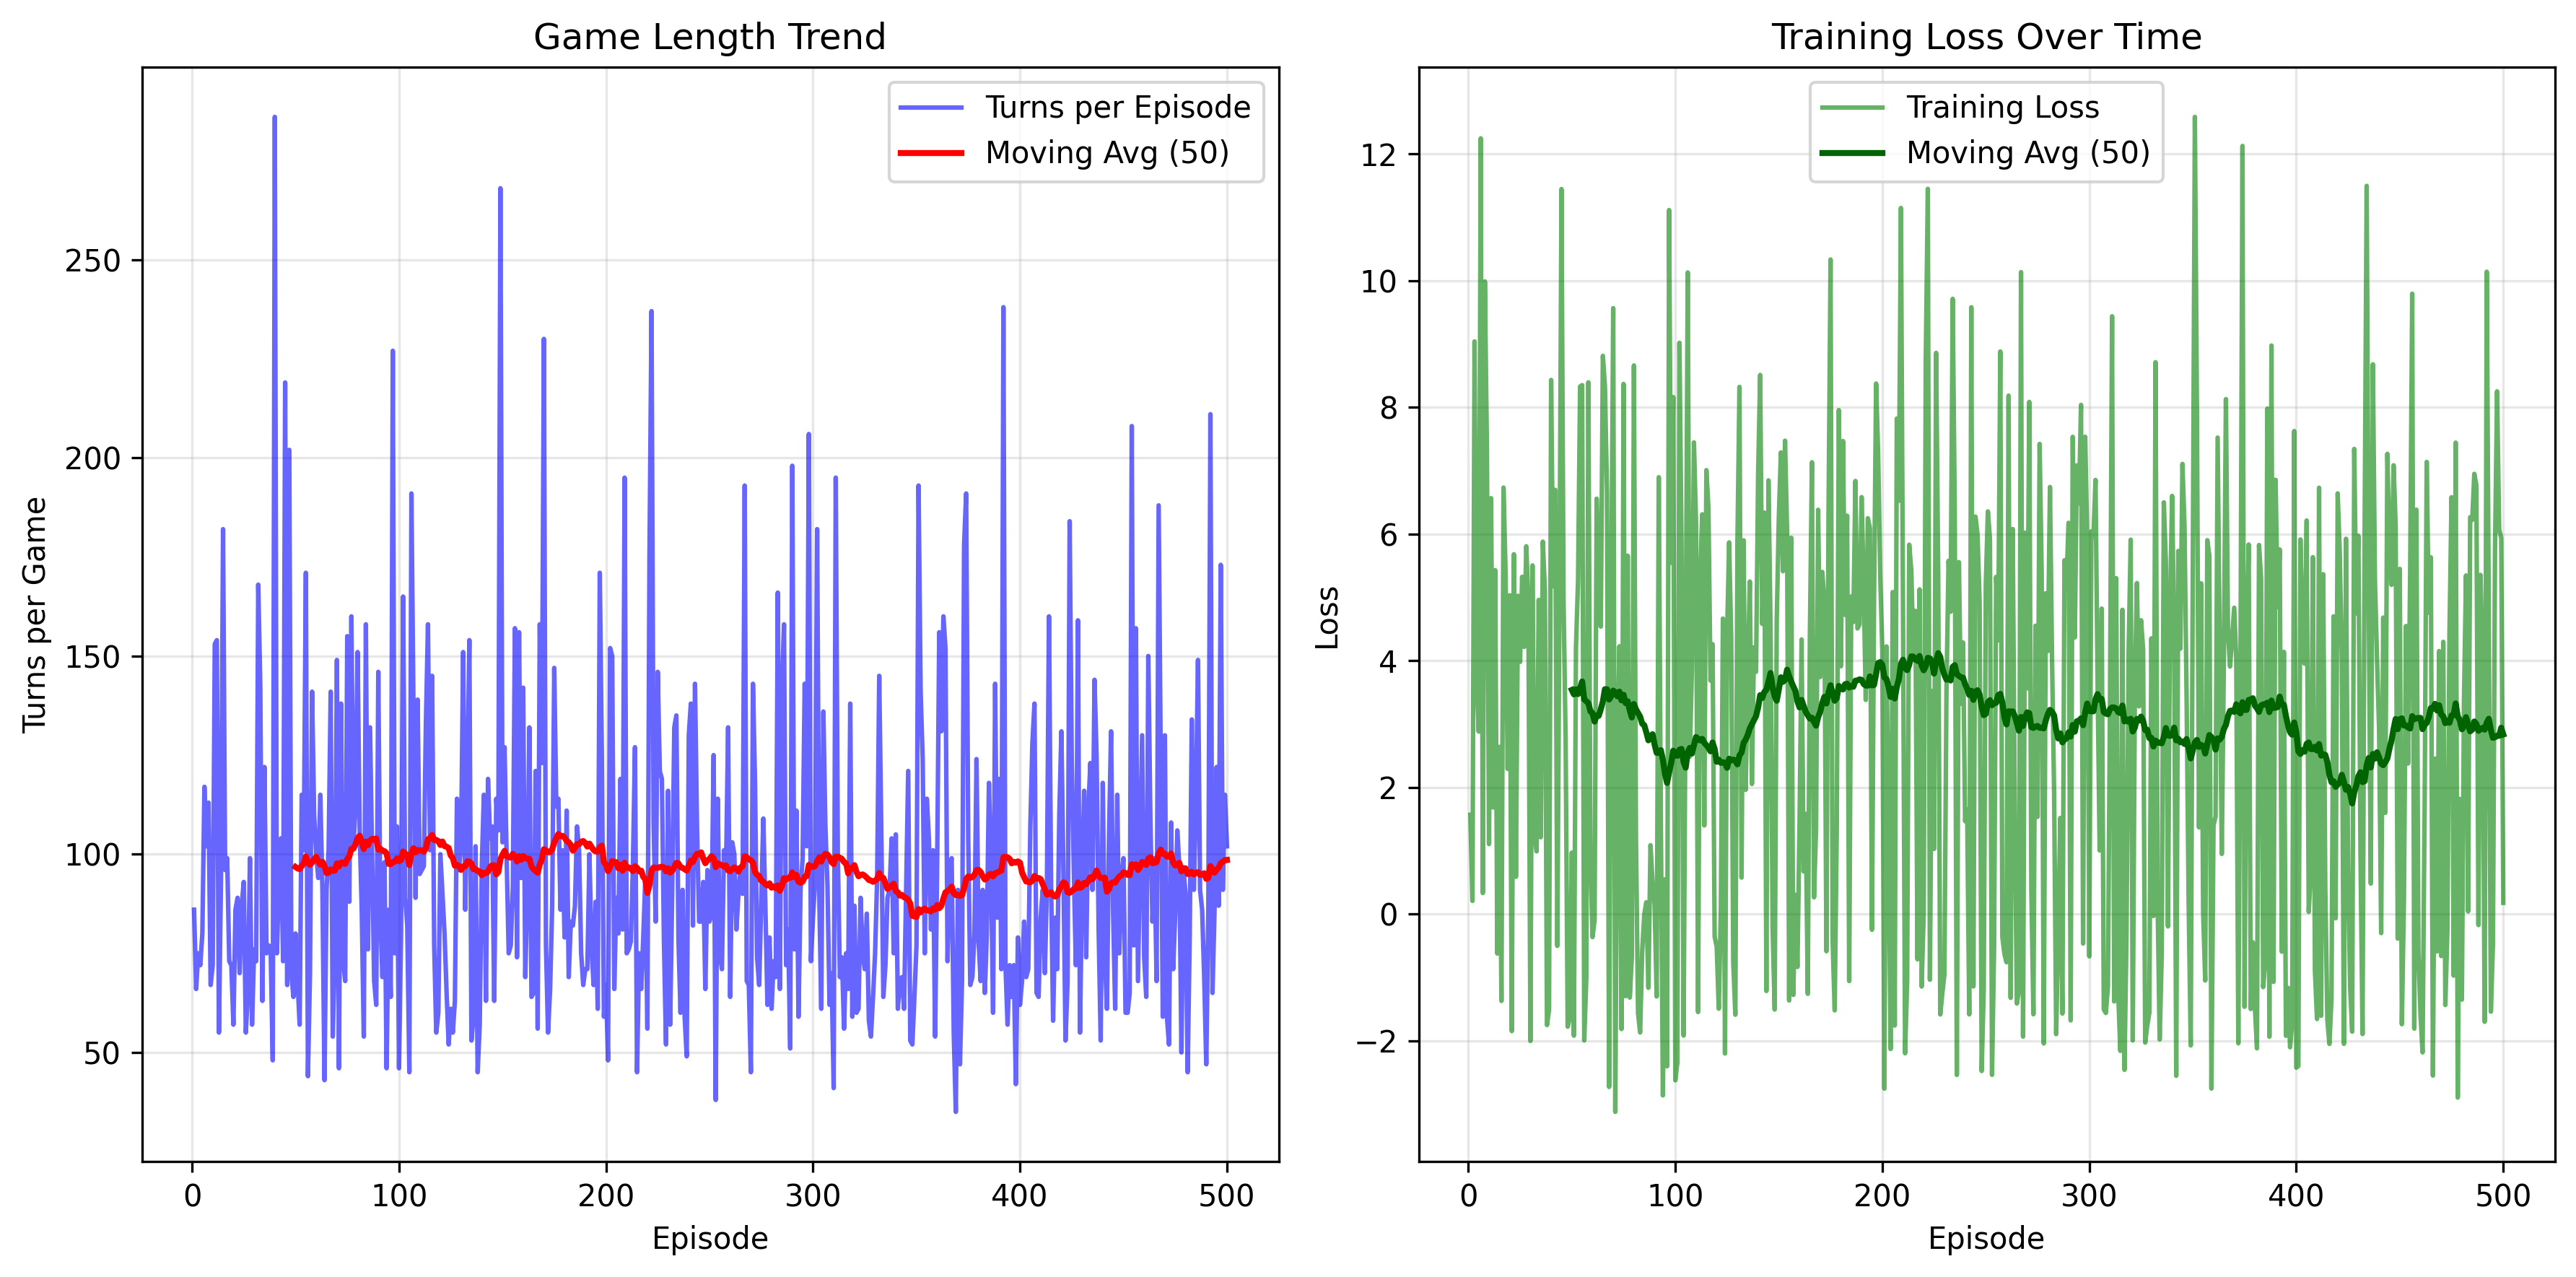 Game Length Trend
Turns per Episode
Moving Avg (50)
250
200
150
100
50
Turns per Game
0
100
200
300
400
500
Episode
Training Loss Over Time
Training Loss
Moving Avg (50)
12
10
8
6
4
2
0
−2
Loss
0
100
200
300
400
500
Episode